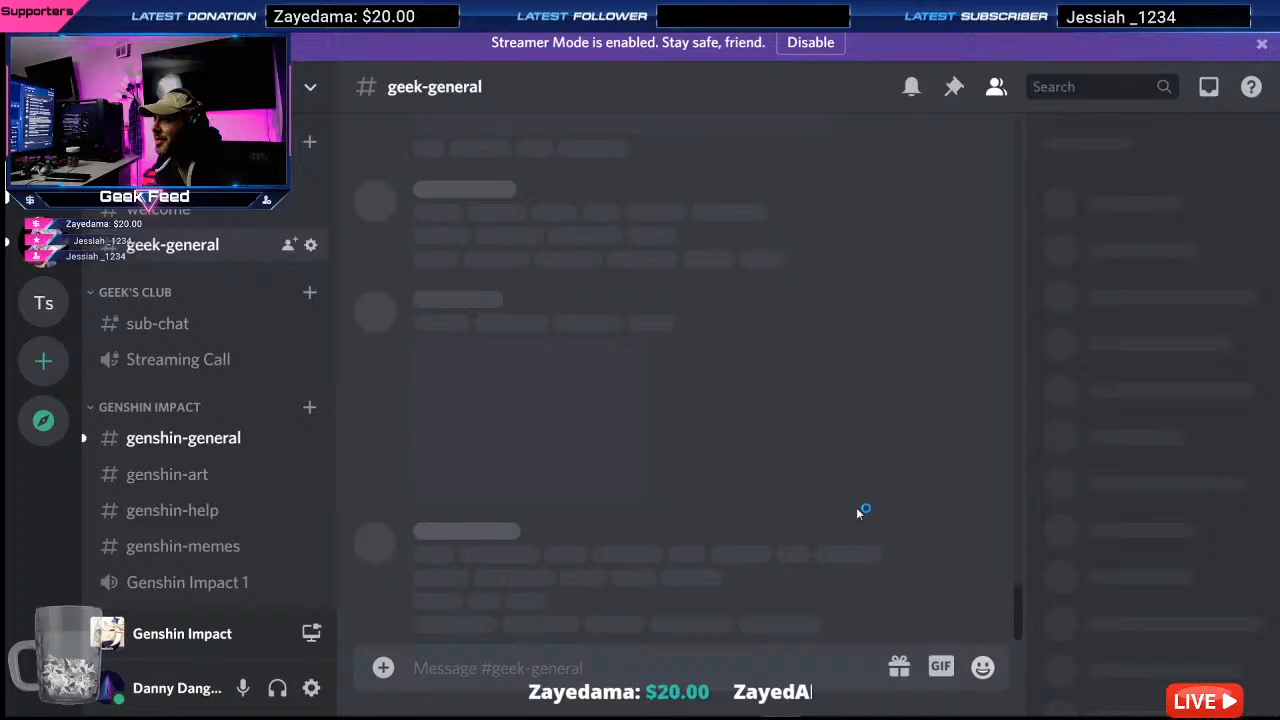 Supporters
LATEST DONATION Zayedama: $20.00
LATEST FOLLOWER
LATEST SUBSCRIBER Jessiah _1234
Streamer Mode is enabled. Stay safe, friend. Disable
# geek-general
Search
Geek Feed
welcome
Zayedama: $20.00
Jessiah _1234
Jessiah _1234
geek-general
Ts
GEEK'S CLUB
sub-chat
Streaming Call
GENSHIN IMPACT
genshin-general
genshin-art
genshin-help
genshin-memes
Genshin Impact 1
Genshin Impact
Danny Dang...
Message #geek-general
GIF
Zayedama: $20.00 ZayedA
LIVE